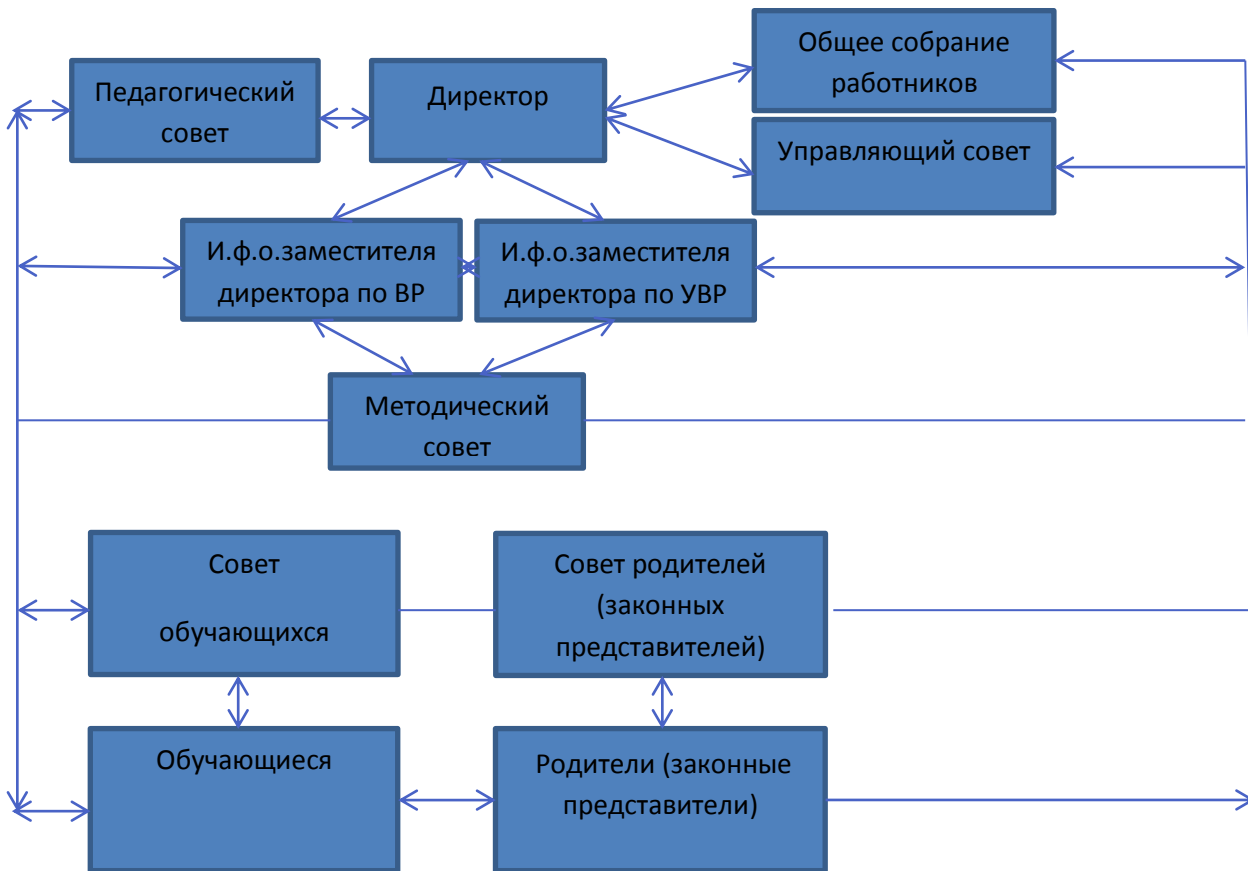 Общее собрание
работников
Педагогический
совет
Директор
Управляющий совет
И.ф.о.заместителя
директора по ВР
И.ф.о.заместителя
директора по УВР
Методический
совет
Совет
обучающихся
Совет родителей
(законных
представителей)
Обучающиеся
Родители (законные
представители)